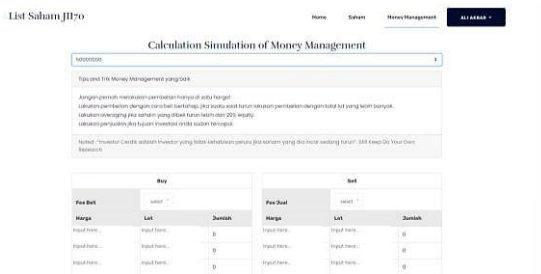 List Saham JII70
Home Saham Money Management ALI AKBAR
Calculation Simulation of Money Management
50000000
Tips and Trik Money Management yang baik
Jangan pernah melakukan pembelian hanya di satu harga!
Lakukan pembelian dengan cara beli bertahap, jika suatu saat turun lakukan pembelian dengan total lot yang lebih banyak.
Lakukan averaging jika saham yang dibeli turun lebih dari 25% equity.
Lakukan penjualan jika tujuan investasi anda sudah tercapai.
Noted : "Investor Cerdik adalah investor yang tidak kehabisan peluru jika saham yang dia incar sedang turun". Still Keep Do Your Own
Research
Buy Sell
Fee Beli select Fee Jual select
Harga Lot Jumlah Harga Lot Jumlah
Input here... Input here... 0 Input here... Input here... 0
Input here... Input here... 0 Input here... Input here... 0
Input here... Input here... 0 Input here... Input here... 0